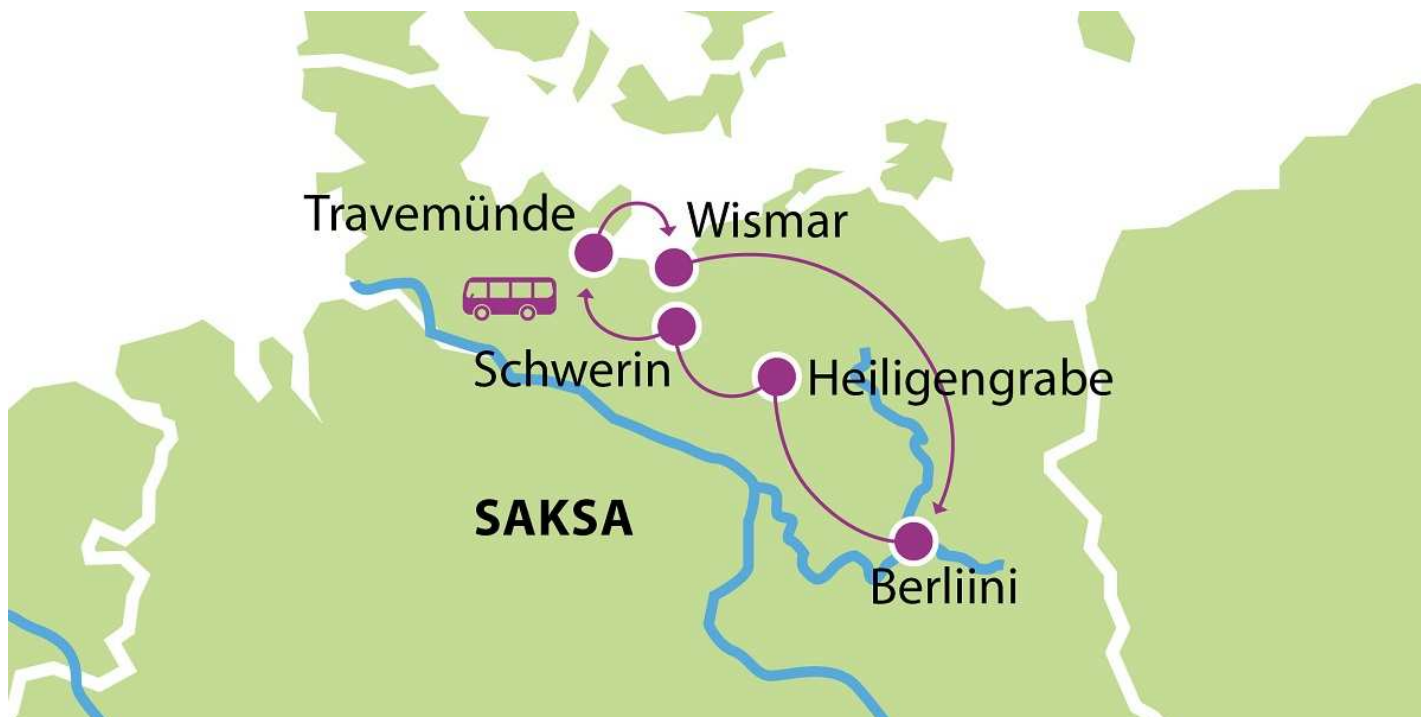 Travemünde
Wismar
Schwerin
Heiligengrabe
SAKSA
Berliini